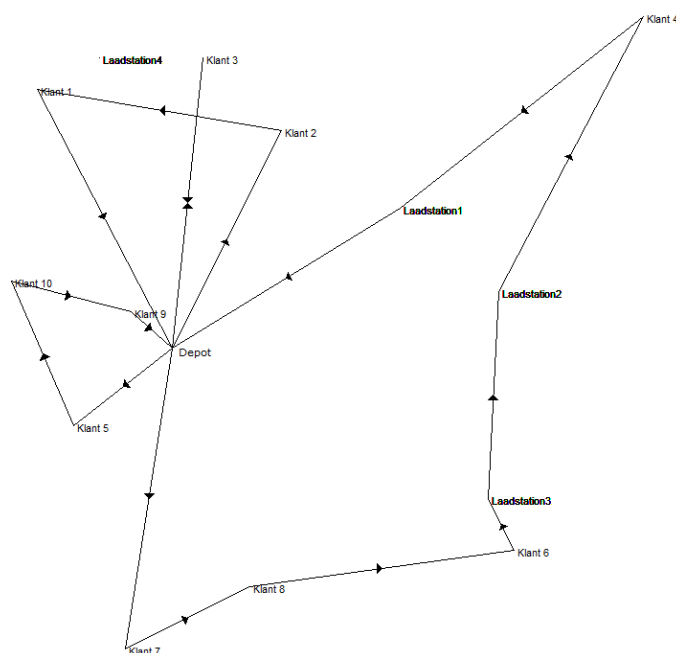 Klant 4
Laadstation4
Klant 3
Klant 1
Klant 2
Laadstation1
Klant 10
Laadstation2
Klant 9
Depot
Klant 5
Laadstation3
Klant 6
Klant 8
Klant 7